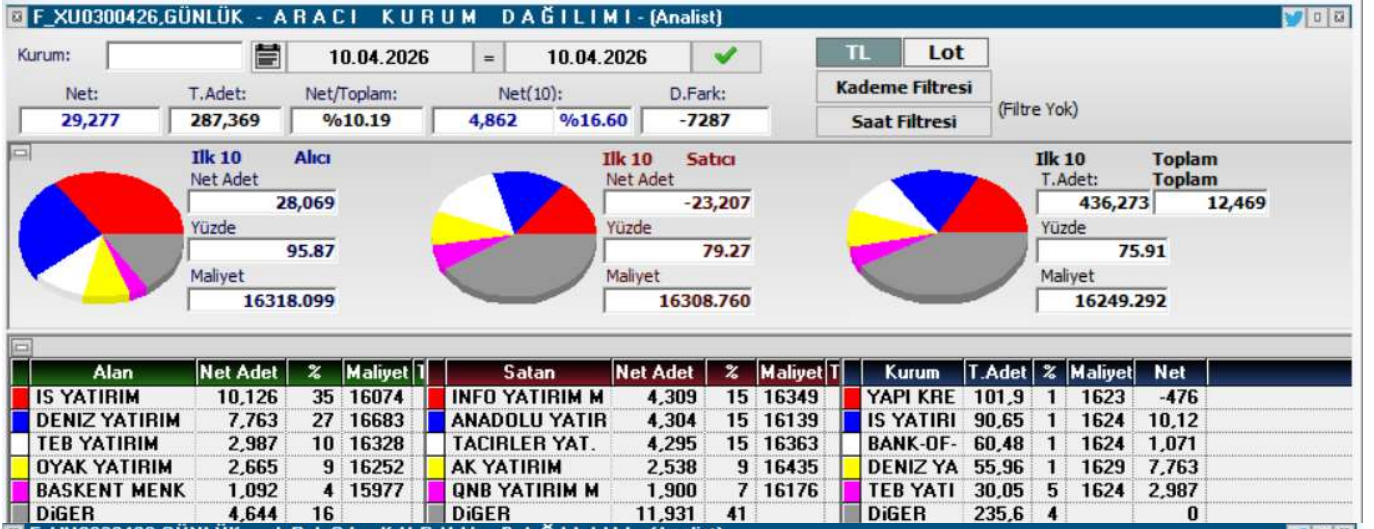 F_XU0300426,GÜNLÜK - ARACI KURUM DAĞILIMI - (Analist)
Kurum: 10.04.2026 = 10.04.2026 TL Lot
Kademe Filtresi
Net: T.Adet: Net/Toplam: Net(10): D.Fark:
29,277 287,369 %10.19 4,862 %16.60 -7287 Saat Filtresi (Filtre Yok)
Ilk 10 Alıcı Ilk 10 Satıcı Ilk 10 Toplam
Net Adet Net Adet T.Adet: Toplam
28,069 -23,207 436,273 12,469
Yüzde Yüzde Yüzde
95.87 79.27 75.91
Maliyet Maliyet Maliyet
16318.099 16308.760 16249.292
Alan Net Adet % Maliyet T Satan Net Adet % Maliyet T Kurum T.Adet % Maliyet Net
IS YATIRIM 10,126 35 16074 INFO YATIRIM M 4,309 15 16349 YAPI KRE 101,9 1 1623 -476
DENIZ YATIRIM 7,763 27 16683 ANADOLU YATIR 4,304 15 16139 IS YATIRI 90,65 1 1624 10,12
TEB YATIRIM 2,987 10 16328 TACIRLER YAT. 4,295 15 16363 BANK-OF- 60,48 1 1624 1,071
OYAK YATIRIM 2,665 9 16252 AK YATIRIM 2,538 9 16435 DENIZ YA 55,96 1 1629 7,763
BASKENT MENK 1,092 4 15977 QNB YATIRIM M 1,900 7 16176 TEB YATI 30,05 5 1624 2,987
DiGER 4,644 16 DiGER 11,931 41 DiGER 235,6 4 0